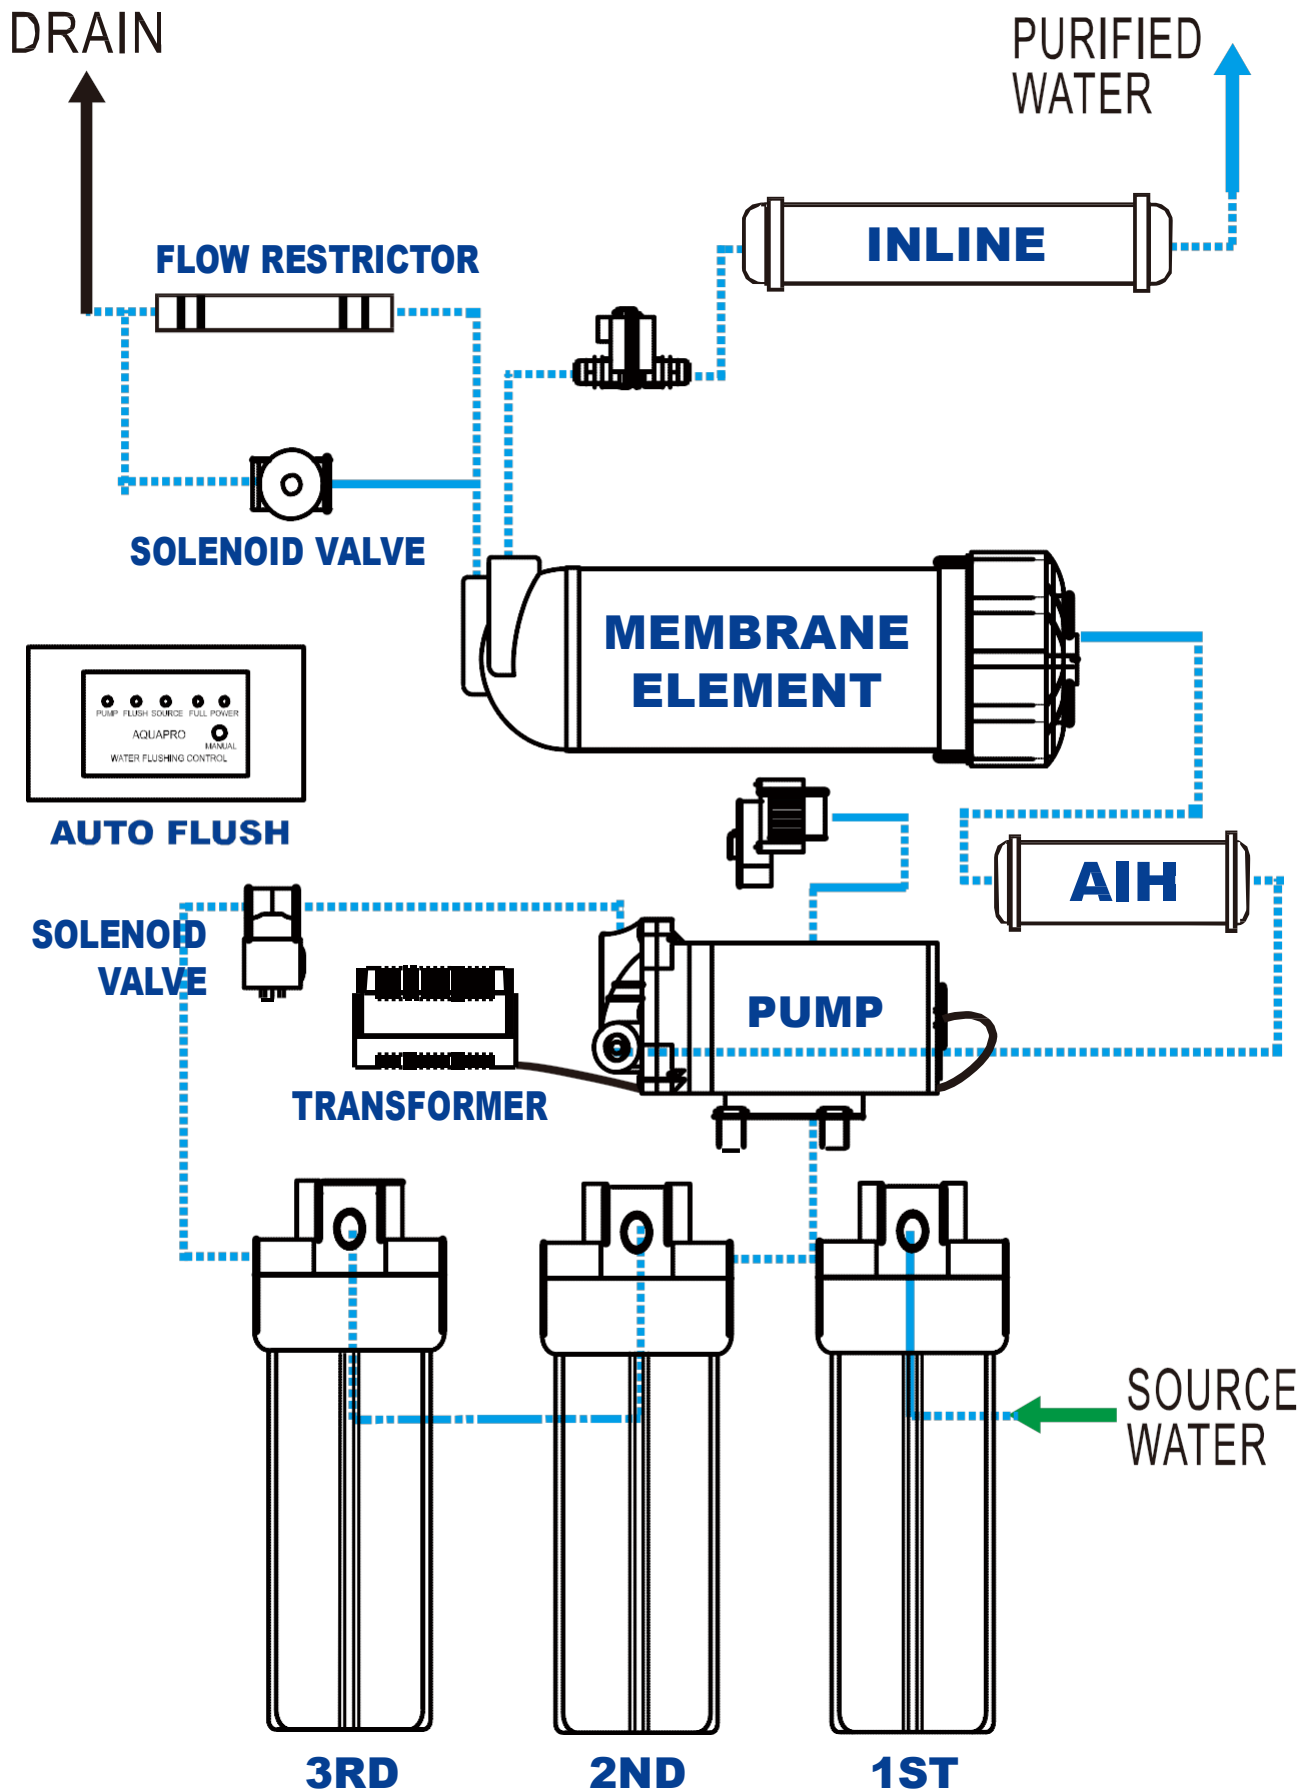 DRAIN
PURIFIED
WATER
INLINE
FLOW RESTRICTOR
SOLENOID VALVE
MEMBRANE
ELEMENT
PUMP FLUSH SOURCE FULL POWER
AQUAPRO
MANUAL
WATER FLUSHING CONTROL
AUTO FLUSH
AIH
SOLENOID
VALVE
PUMP
TRANSFORMER
SOURCE
WATER
3RD
2ND
1ST